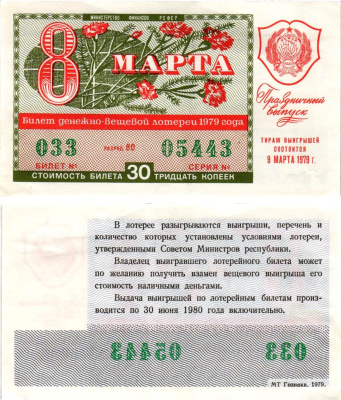 МИНИСТЕРСТВО ФИНАНСОВ РСФСР
8 МАРТА
Билет денежно-вещевой лотереи 1979 года
033 РАЗРЯД 80 05443
БИЛЕТ № СЕРИЯ №
СТОИМОСТЬ БИЛЕТА 30 ТРИДЦАТЬ КОПЕЕК
Праздничный
выпуск
ТИРАЖ ВЫИГРЫШЕЙ
СОСТОИТСЯ
9 МАРТА 1979 г.
В лотерее разыгрываются выигрыши, перечень и
количество которых установлены условиями лотереи,
утвержденными Советом Министров республики.
Владелец выигравшего лотерейного билета может
по желанию получить взамен вещевого выигрыша его
стоимость наличными деньгами.
Выдача выигрышей по лотерейным билетам произ-
водится по 30 июня 1980 года включительно.
05443 033
МТ Гознака. 1979.